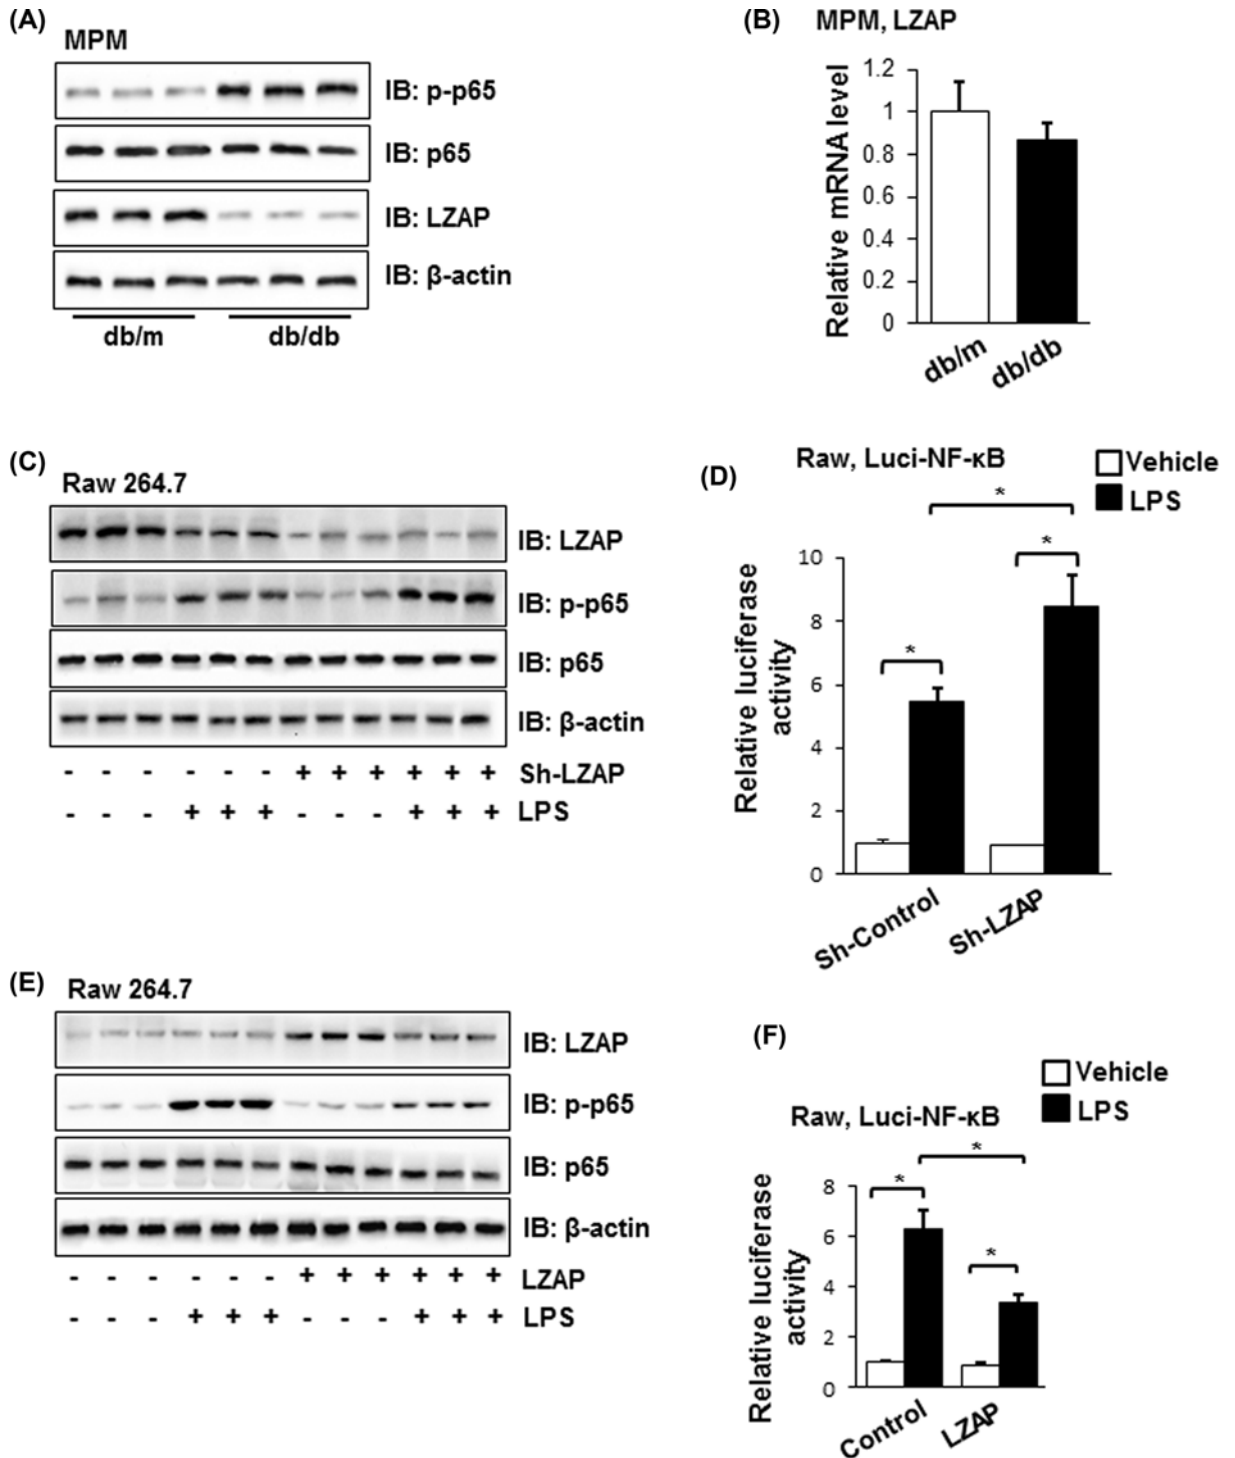 (A)
MPM
IB: p-p65
IB: p65
IB: LZAP
IB: β-actin
db/m db/db
(B) MPM, LZAP
Relative mRNA level
1.2
1
0.8
0.6
0.4
0.2
0
db/m db/db
(C)
Raw 264.7
IB: LZAP
IB: p-p65
IB: p65
IB: β-actin
- - - - - - + + + + + + Sh-LZAP
- - - + + + - - - + + + LPS
(D)
Raw, Luci-NF-κB
Vehicle
LPS
*
*
*
Relative luciferase
activity
10
8
6
4
2
0
Sh-Control Sh-LZAP
(E)
Raw 264.7
IB: LZAP
IB: p-p65
IB: p65
IB: β-actin
- - - - - - + + + + + + LZAP
- - - + + + - - - + + + LPS
(F)
Vehicle
LPS
Raw, Luci-NF-κB
*
*
*
Relative luciferase
activity
8
6
4
2
0
Control LZAP